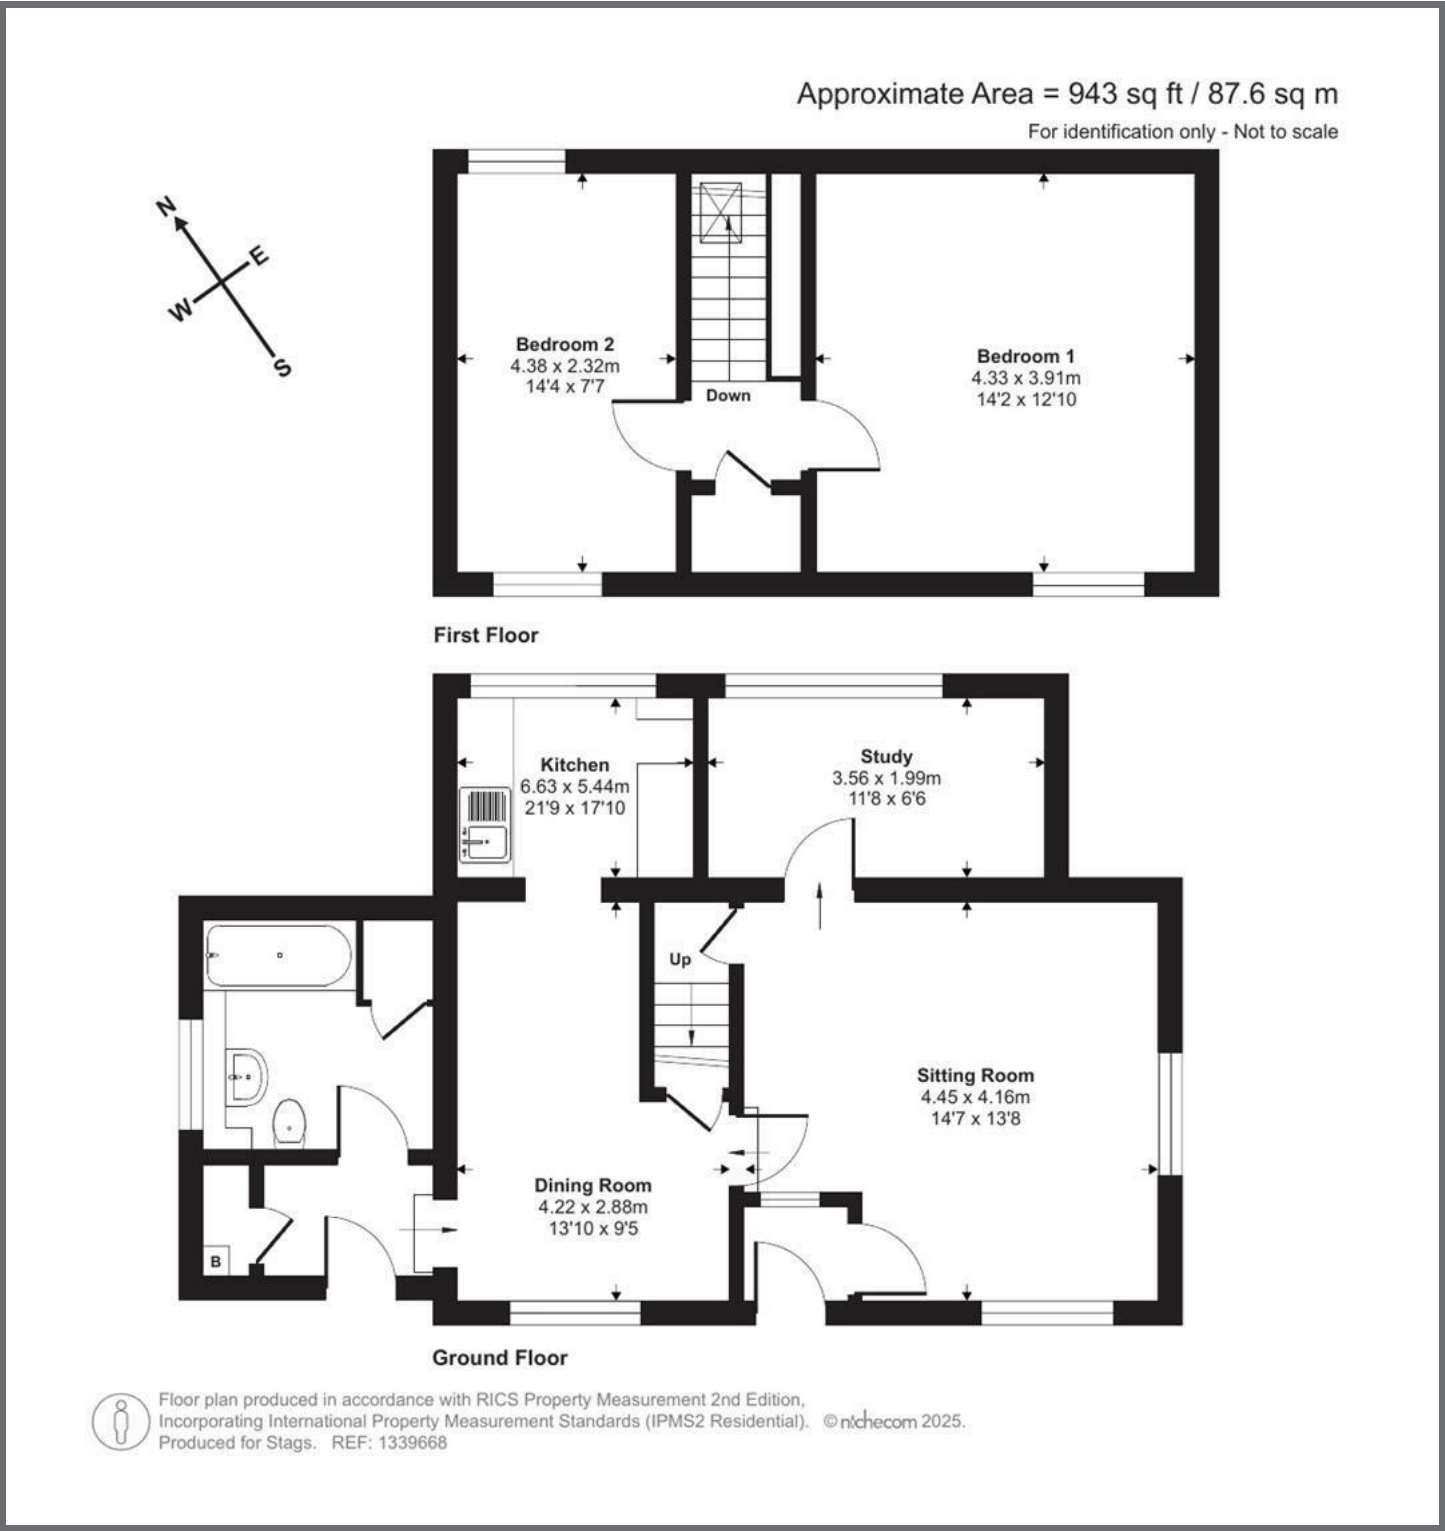 Approximate Area = 943 sq ft / 87.6 sq m
For identification only - Not to scale
N
E
W
S
Bedroom 2
4.38 x 2.32m
14'4 x 7'7
Down
Bedroom 1
4.33 x 3.91m
14'2 x 12'10
First Floor
Kitchen
6.63 x 5.44m
21'9 x 17'10
Study
3.56 x 1.99m
11'8 x 6'6
Up
Sitting Room
4.45 x 4.16m
14'7 x 13'8
Dining Room
4.22 x 2.88m
13'10 x 9'5
B
Ground Floor
Floor plan produced in accordance with RICS Property Measurement 2nd Edition,
Incorporating International Property Measurement Standards (IPMS2 Residential). © nichecom 2025.
Produced for Stags. REF: 1339668